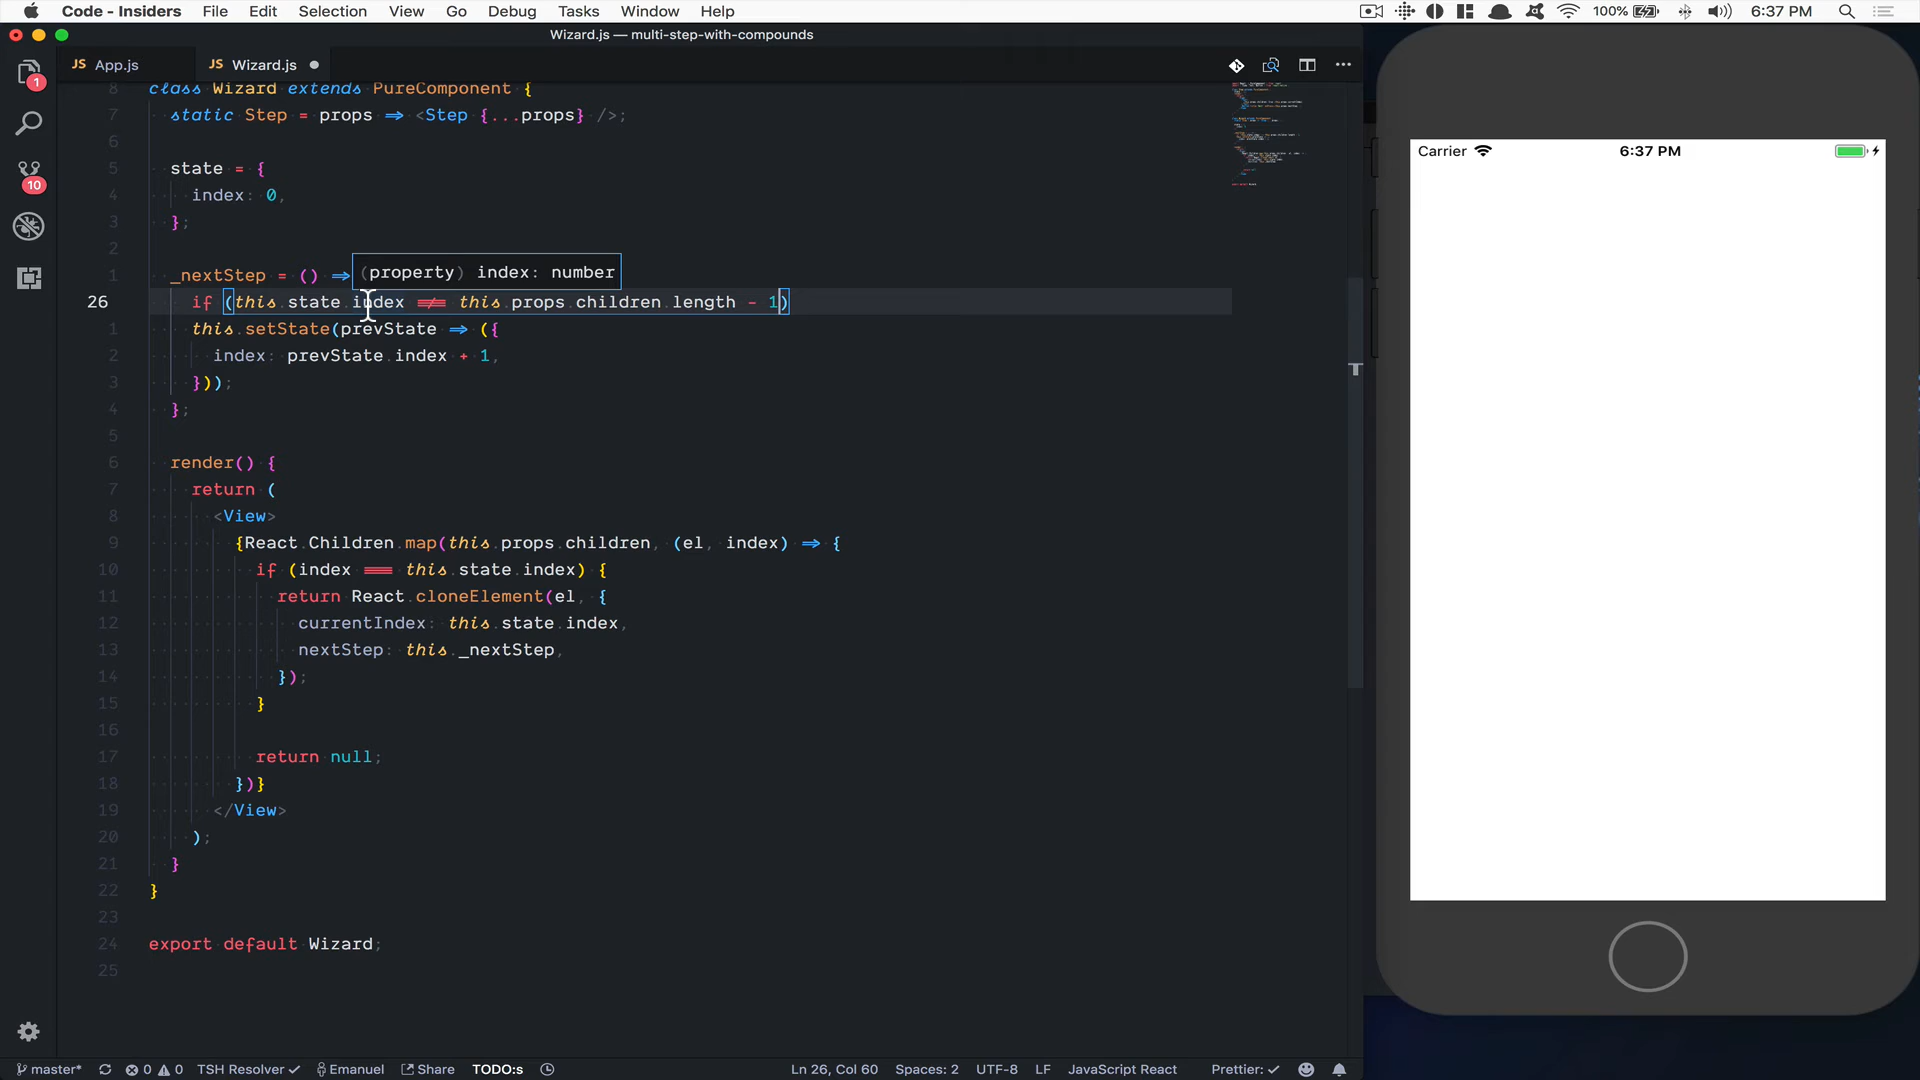 Code - Insiders File Edit Selection View Go Debug Tasks Window Help 100% 6:37 PM
Wizard.js — multi-step-with-compounds
JS App.js JS Wizard.js
1
10
8 class Wizard extends PureComponent {
7 static Step = props => <Step {...props} />;
6
5 state = {
4 index: 0,
3 };
2
1 _nextStep = () =>
(property) index: number
26 if (this.state.index !== this.props.children.length - 1)
1 this.setState(prevState => ({
2 index: prevState.index + 1,
3 }));
4 };
5
6 render() {
7 return (
8 <View>
9 {React.Children.map(this.props.children, (el, index) => {
10 if (index === this.state.index) {
11 return React.cloneElement(el, {
12 currentIndex: this.state.index,
13 nextStep: this._nextStep,
14 });
15 }
16
17 return null;
18 })}
19 </View>
20 );
21 }
22 }
23
24 export default Wizard;
25
Carrier 6:37 PM
master* 0 0 TSH Resolver Emanuel Share TODO:s Ln 26, Col 60 Spaces: 2 UTF-8 LF JavaScript React Prettier: ✓